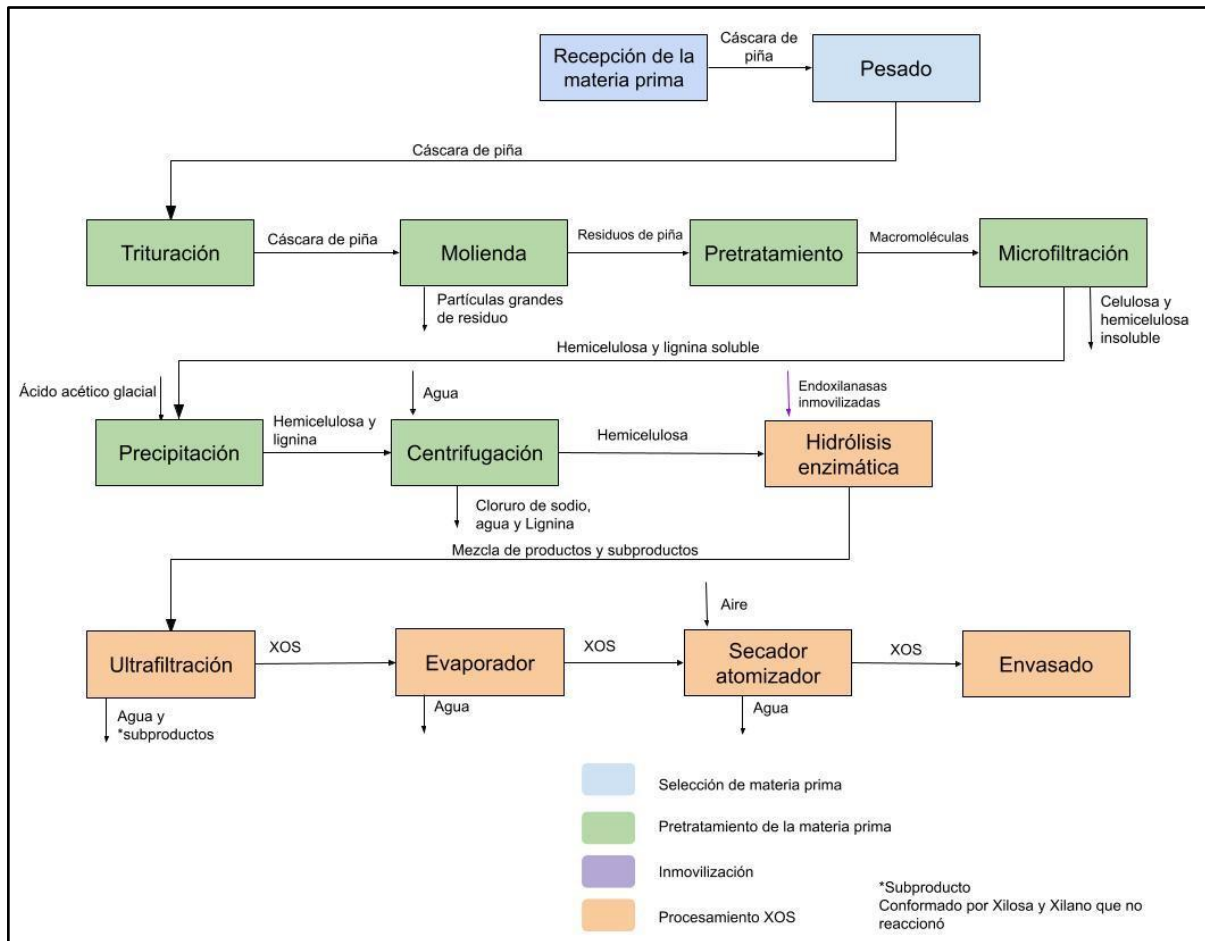 Recepción de la
materia prima
Cáscara de
piña
Pesado
Cáscara de piña
Trituración
Cáscara de piña
Molienda
Residuos de piña
Pretratamiento
Macromoléculas
Microfiltración
Partículas grandes
de residuo
Celulosa y
hemicelulosa
insoluble
Hemicelulosa y lignina soluble
Ácido acético glacial
Agua
Endoxilanasas
inmovilizadas
Precipitación
Hemicelulosa y
lignina
Centrifugación
Hemicelulosa
Hidrólisis
enzimática
Cloruro de sodio,
agua y Lignina
Mezcla de productos y subproductos
Aire
Ultrafiltración
XOS
Evaporador
XOS
Secador
atomizador
XOS
Envasado
Agua y
*subproductos
Agua
Agua
Selección de materia prima
Pretratamiento de la materia prima
Inmovilización
Procesamiento XOS
*Subproducto
Conformado por Xilosa y Xilano que no
reaccionó